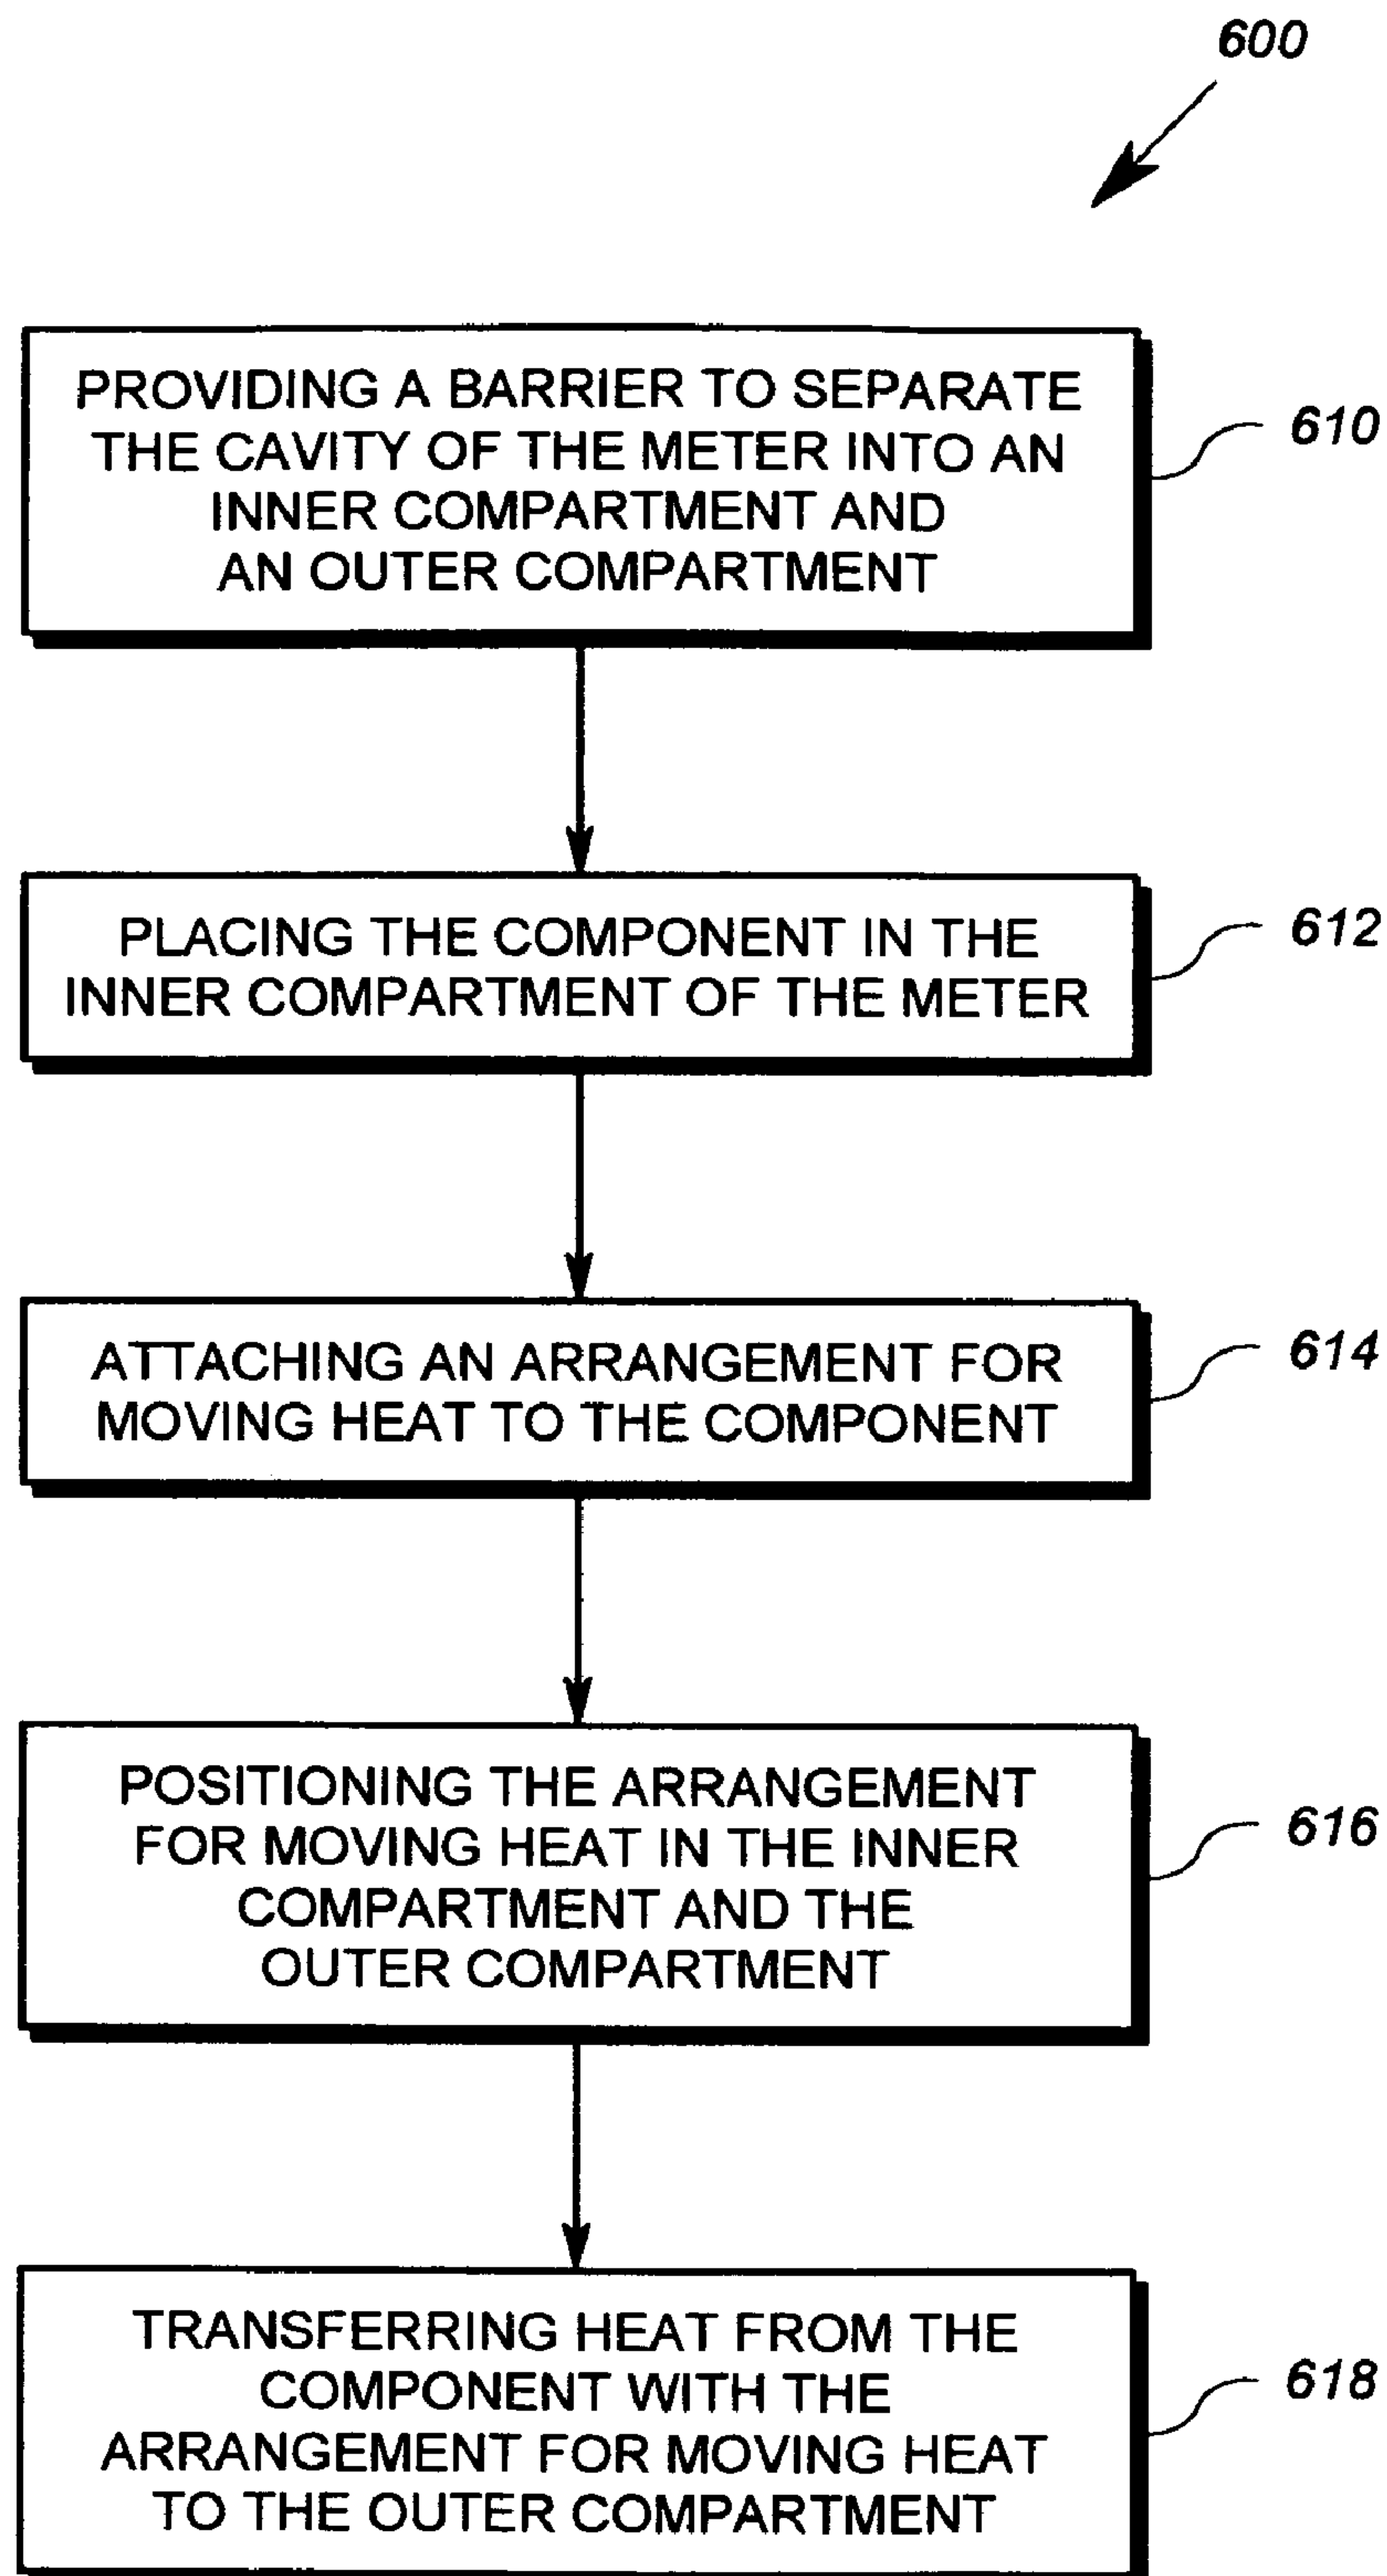 600
PROVIDING A BARRIER TO SEPARATE
THE CAVITY OF THE METER INTO AN
INNER COMPARTMENT AND
AN OUTER COMPARTMENT
610
PLACING THE COMPONENT IN THE
INNER COMPARTMENT OF THE METER
612
ATTACHING AN ARRANGEMENT FOR
MOVING HEAT TO THE COMPONENT
614
POSITIONING THE ARRANGEMENT
FOR MOVING HEAT IN THE INNER
COMPARTMENT AND THE
OUTER COMPARTMENT
616
TRANSFERRING HEAT FROM THE
COMPONENT WITH THE
ARRANGEMENT FOR MOVING HEAT
TO THE OUTER COMPARTMENT
618